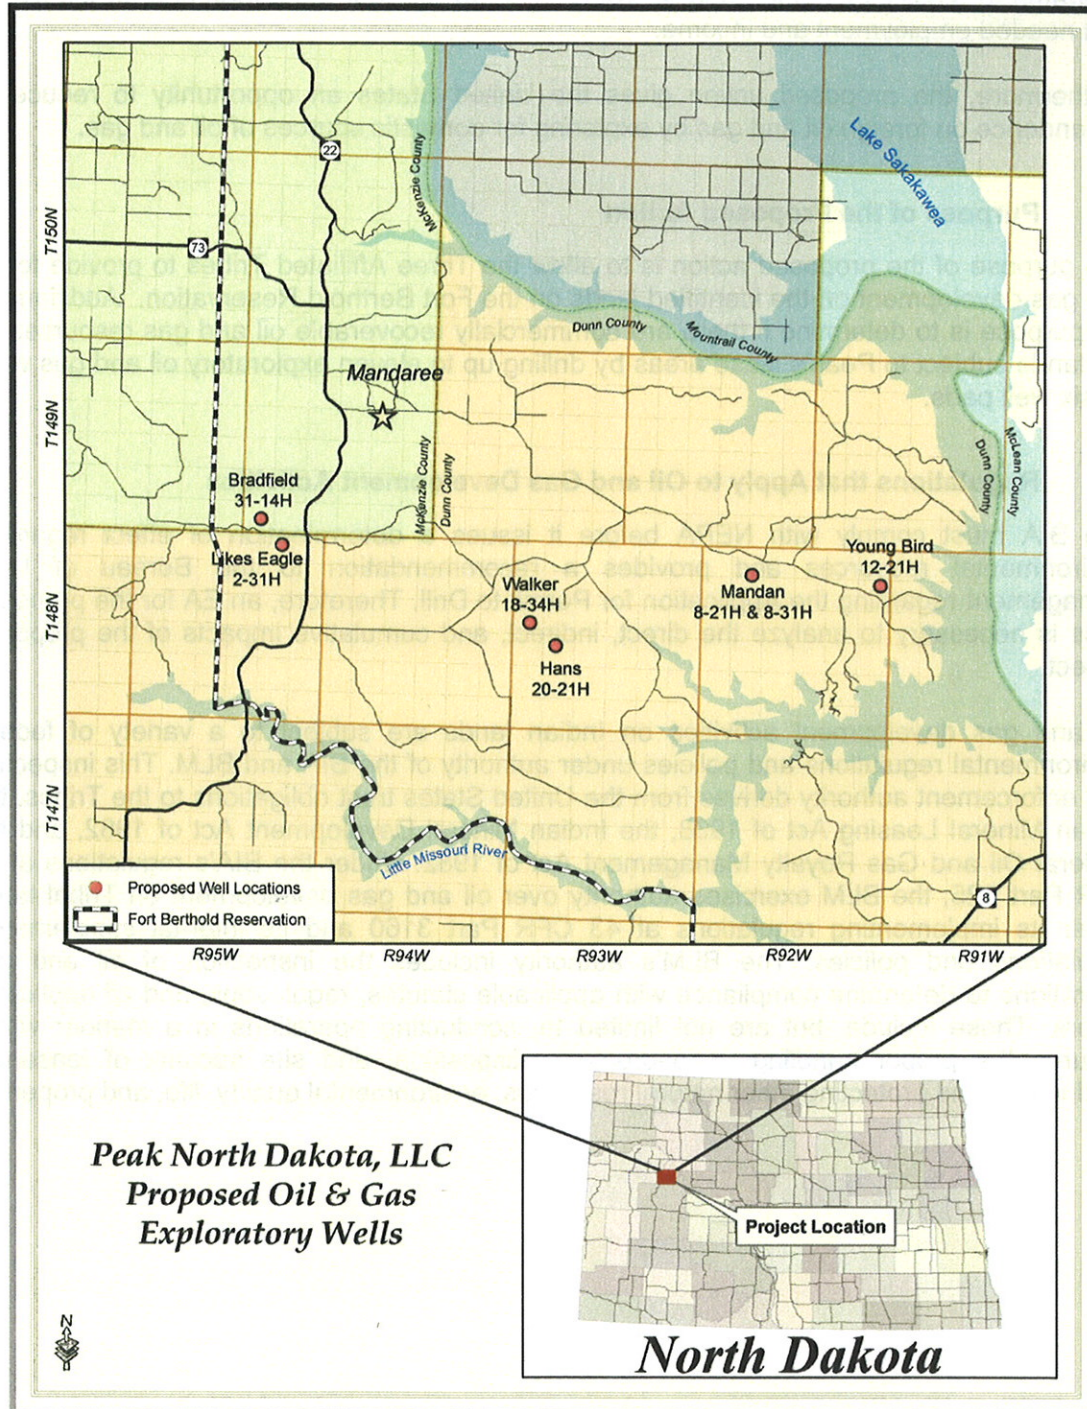 22
McKenzie County
Lake Sakakawea
T150N
73
Dunn County
Mountrail County
Mandaree
T149N
McKenzie County
Dunn County
Dunn County
McLean County
Bradfield
31-14H
Likes Eagle
2-31H
Walker
18-34H
Hans
20-21H
Mandan
8-21H & 8-31H
Young Bird
12-21H
T148N
T147N
Little Missouri River
8
Proposed Well Locations
Fort Berthold Reservation
R95W
R94W
R93W
R92W
R91W
Peak North Dakota, LLC
Proposed Oil & Gas
Exploratory Wells
Project Location
North Dakota
N